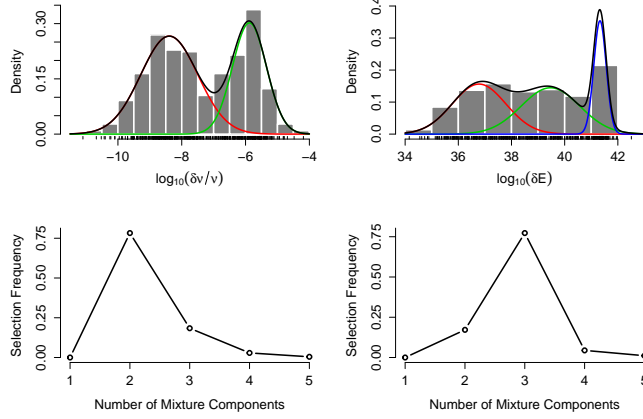 Density
0.00 0.15 0.30
-10 -8 -6 -4
log10(δν/ν)
Density
0.0 0.1 0.2 0.3 0.4
34 36 38 40 42
log10(δE)
Selection Frequency
0.00 0.25 0.50 0.75
1 2 3 4 5
Number of Mixture Components
Selection Frequency
0.00 0.25 0.50 0.75
1 2 3 4 5
Number of Mixture Components